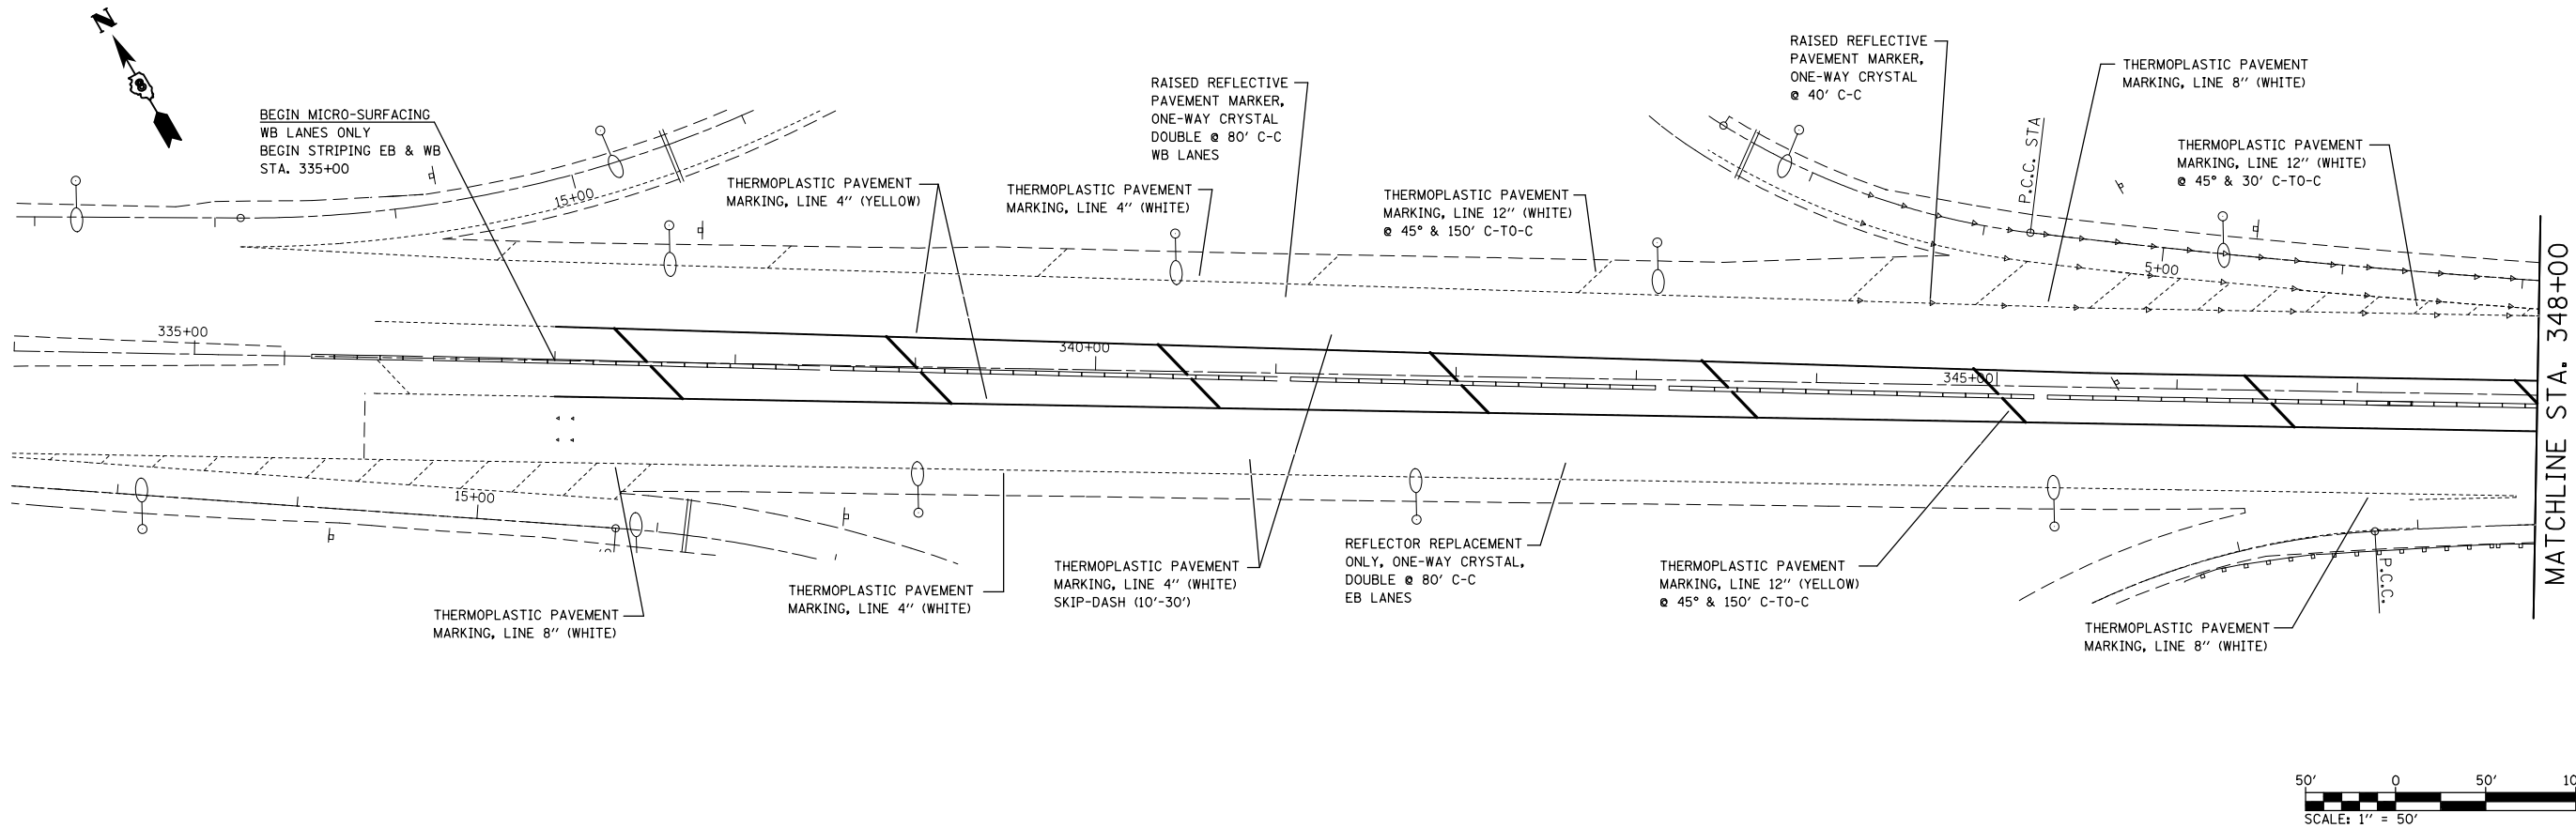 N
BEGIN MICRO-SURFACING
WB LANES ONLY
BEGIN STRIPING EB & WB
STA. 335+00
15+00
THERMOPLASTIC PAVEMENT
MARKING, LINE 4" (YELLOW)
THERMOPLASTIC PAVEMENT
MARKING, LINE 4" (WHITE)
RAISED REFLECTIVE
PAVEMENT MARKER,
ONE-WAY CRYSTAL
DOUBLE @ 80' C-C
WB LANES
THERMOPLASTIC PAVEMENT
MARKING, LINE 12" (WHITE)
@ 45° & 150' C-TO-C
RAISED REFLECTIVE
PAVEMENT MARKER,
ONE-WAY CRYSTAL
@ 40' C-C
P.C.C. STA
THERMOPLASTIC PAVEMENT
MARKING, LINE 8" (WHITE)
THERMOPLASTIC PAVEMENT
MARKING, LINE 12" (WHITE)
@ 45° & 30' C-TO-C
5+00
335+00
340+00
345+00
MATCHLINE STA. 348+00
15+00
THERMOPLASTIC PAVEMENT
MARKING, LINE 8" (WHITE)
THERMOPLASTIC PAVEMENT
MARKING, LINE 4" (WHITE)
THERMOPLASTIC PAVEMENT
MARKING, LINE 4" (WHITE)
SKIP-DASH (10'-30')
REFLECTOR REPLACEMENT
ONLY, ONE-WAY CRYSTAL,
DOUBLE @ 80' C-C
EB LANES
THERMOPLASTIC PAVEMENT
MARKING, LINE 12" (YELLOW)
@ 45° & 150' C-TO-C
P.C.C.
THERMOPLASTIC PAVEMENT
MARKING, LINE 8" (WHITE)
50' 0 50' 10
SCALE: 1" = 50'